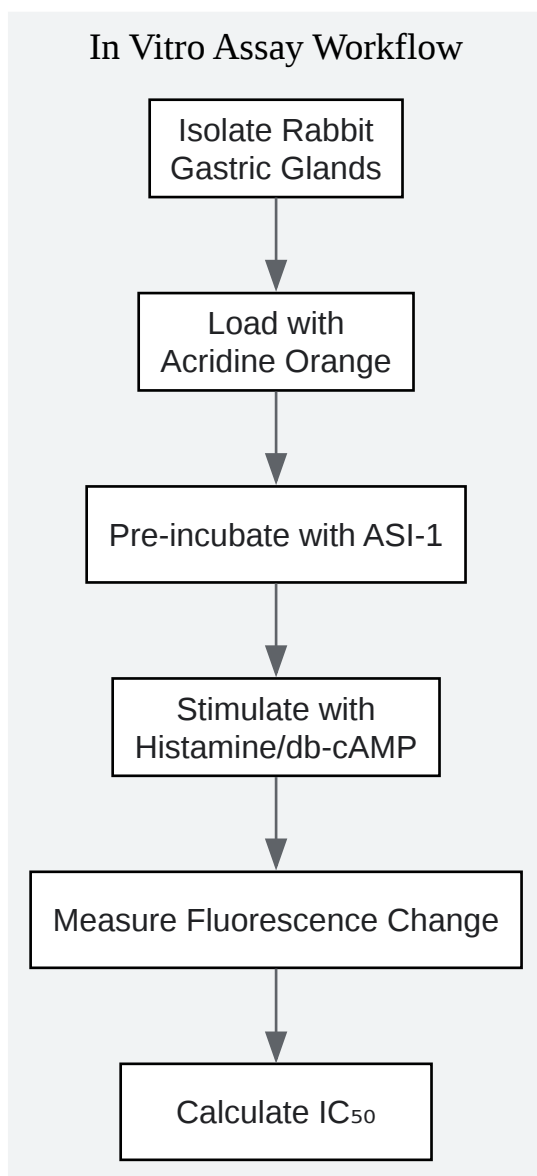 In Vitro Assay Workflow
Isolate Rabbit
Gastric Glands
Load with
Acridine Orange
Pre-incubate with ASI-1
Stimulate with
Histamine/db-cAMP
Measure Fluorescence Change
Calculate IC₅₀